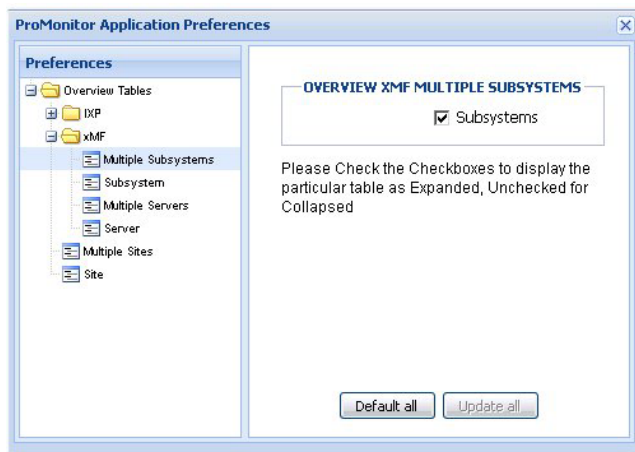 ProMonitor Application Preferences
Preferences
Overview Tables
IXP
xMF
Multiple Subsystems
Subsystem
Multiple Servers
Server
Multiple Sites
Site
OVERVIEW XMF MULTIPLE SUBSYSTEMS
Subsystems
Please Check the Checkboxes to display the
particular table as Expanded, Unchecked for
Collapsed
Default all
Update all